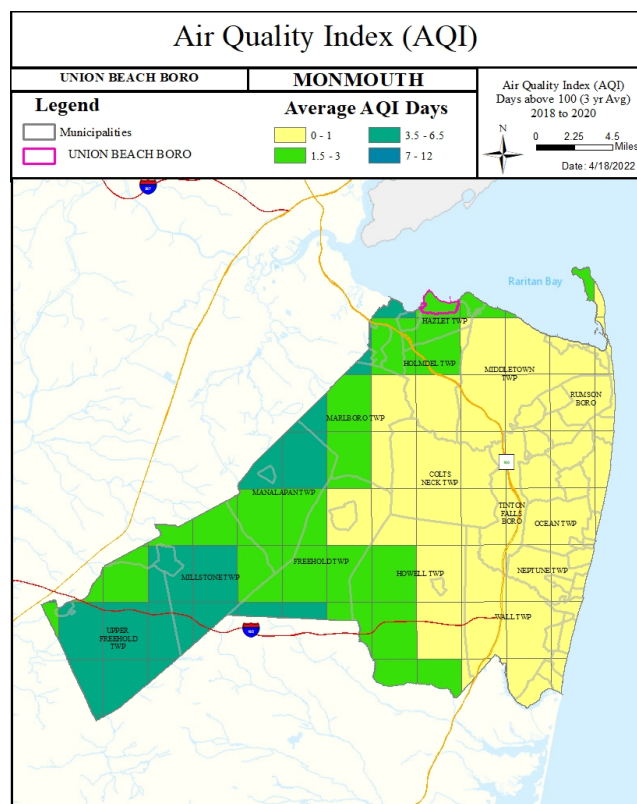 Air Quality Index (AQI)
UNION BEACH BORO
MONMOUTH
Legend
Municipalities
UNION BEACH BORO
Average AQI Days
0 - 1
1.5 - 3
3.5 - 6.5
7 - 12
Air Quality Index (AQI)
Days above 100 (3 yr Avg)
2018 to 2020
N
0 2.25 4.5
Miles
Date: 4/18/2022
Raritan Bay
HAZLET TWP
HOLMDEL TWP
MIDDLETOWN
TWP
RUMSON
BORO
MARLBORO TWP
COLTS
NECK TWP
MANALAPAN TWP
TINTON
FALLS
BORO
OCEAN TWP
FREEHOLD TWP
HOWELL TWP
NEPTUNE TWP
MILLSTONE TWP
WALL TWP
UPPER
FREEHOLD
TWP